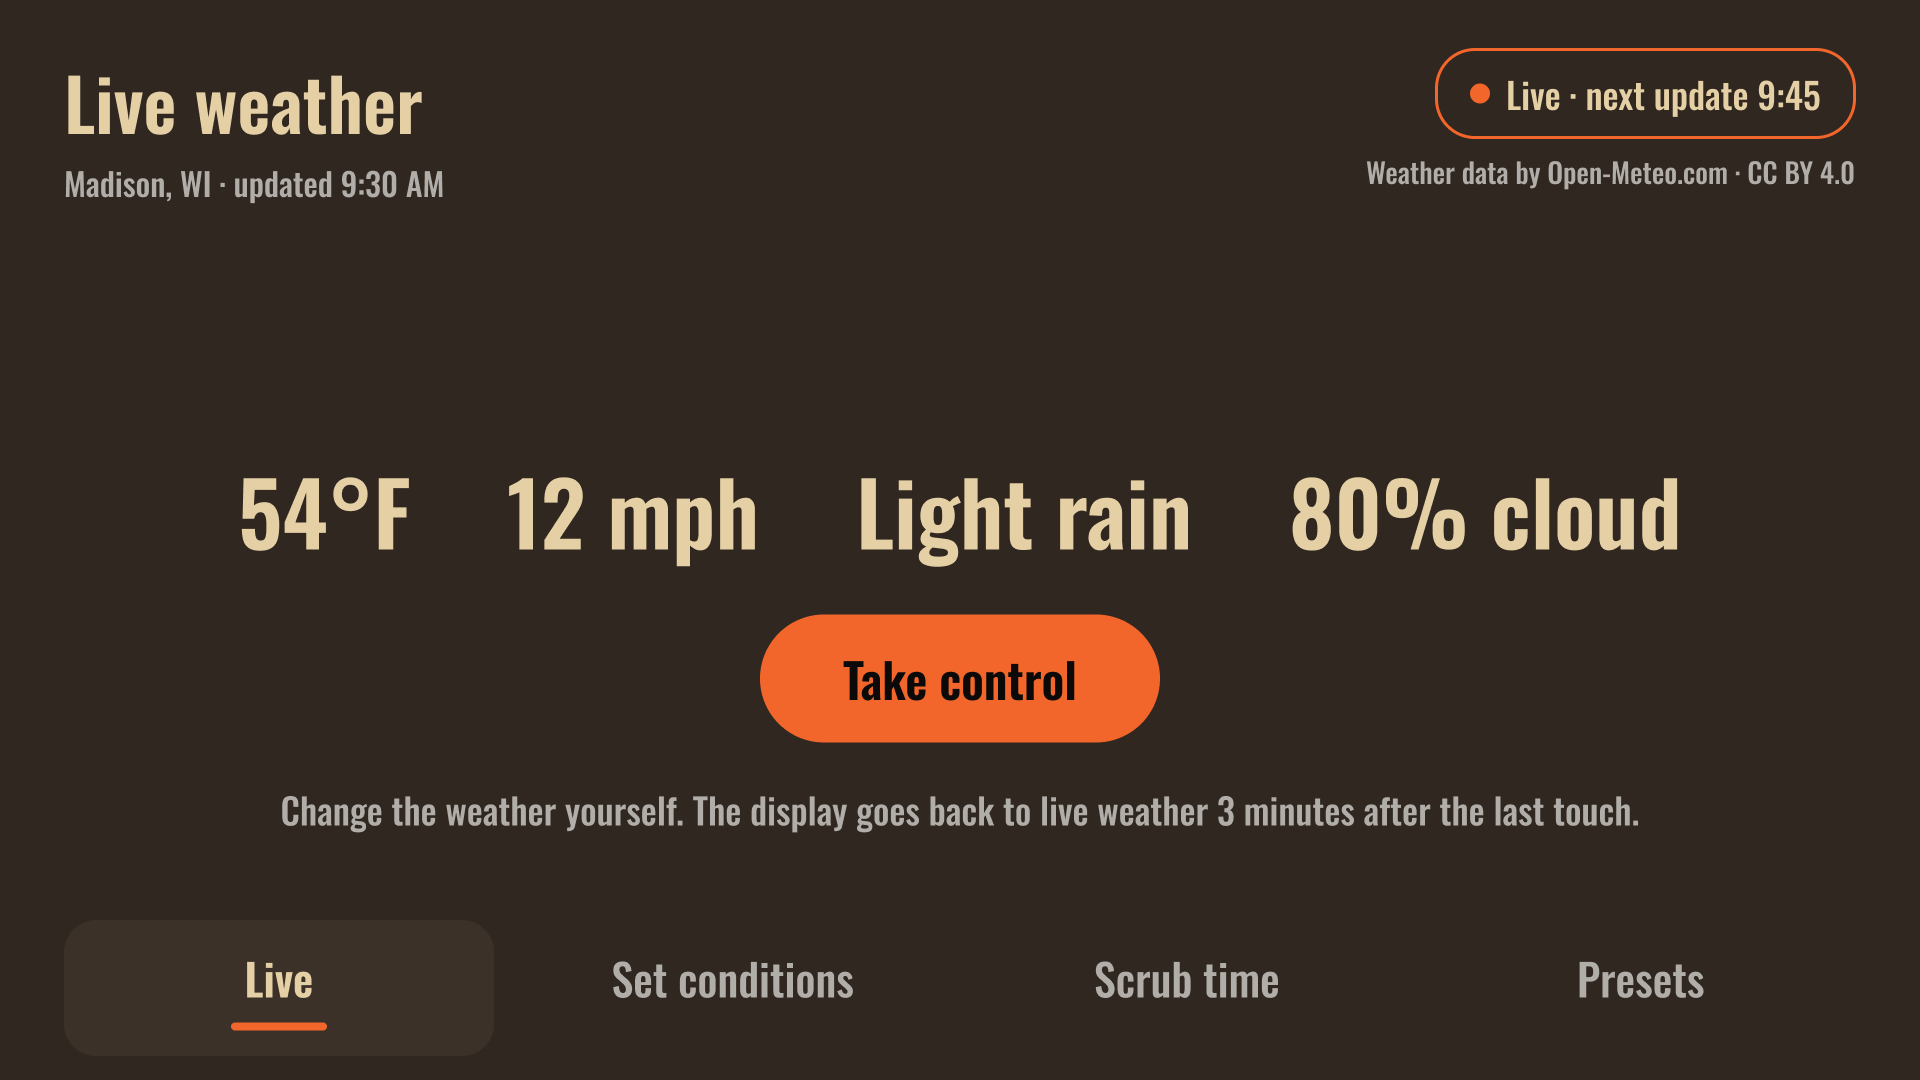 Live weather
Madison, WI · updated 9:30 AM
Live · next update 9:45
Weather data by Open-Meteo.com · CC BY 4.0
54°F 12 mph Light rain 80% cloud
Take control
Change the weather yourself. The display goes back to live weather 3 minutes after the last touch.
Live Set conditions Scrub time Presets